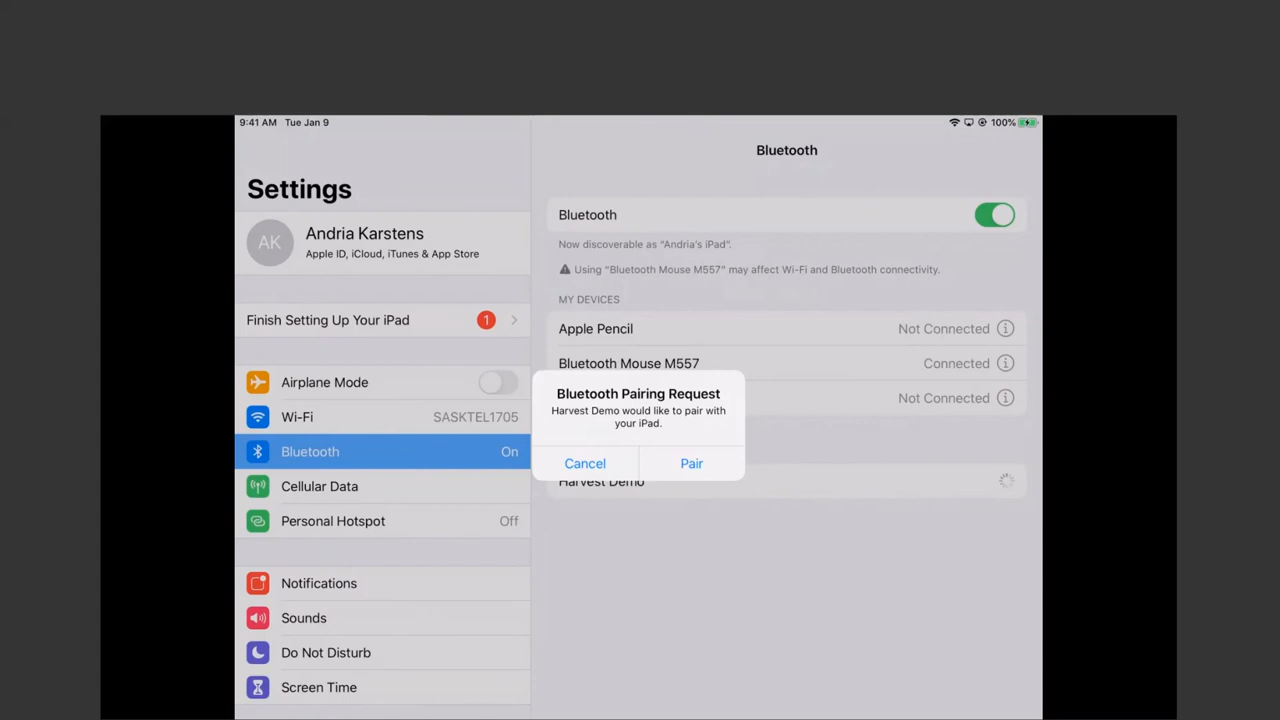 9:41 AM Tue Jan 9
100%
Settings
AK
Andria Karstens
Apple ID, iCloud, iTunes & App Store
Finish Setting Up Your iPad 1
Airplane Mode
Wi-Fi SASKTEL1705
Bluetooth On
Cellular Data
Personal Hotspot Off
Notifications
Sounds
Do Not Disturb
Screen Time
Bluetooth
Bluetooth
Now discoverable as “Andria’s iPad”.
Using “Bluetooth Mouse M557” may affect Wi-Fi and Bluetooth connectivity.
MY DEVICES
Apple Pencil Not Connected
Bluetooth Mouse M557 Connected
Not Connected
Bluetooth Pairing Request
Harvest Demo would like to pair with
your iPad.
Cancel Pair
Harvest Demo